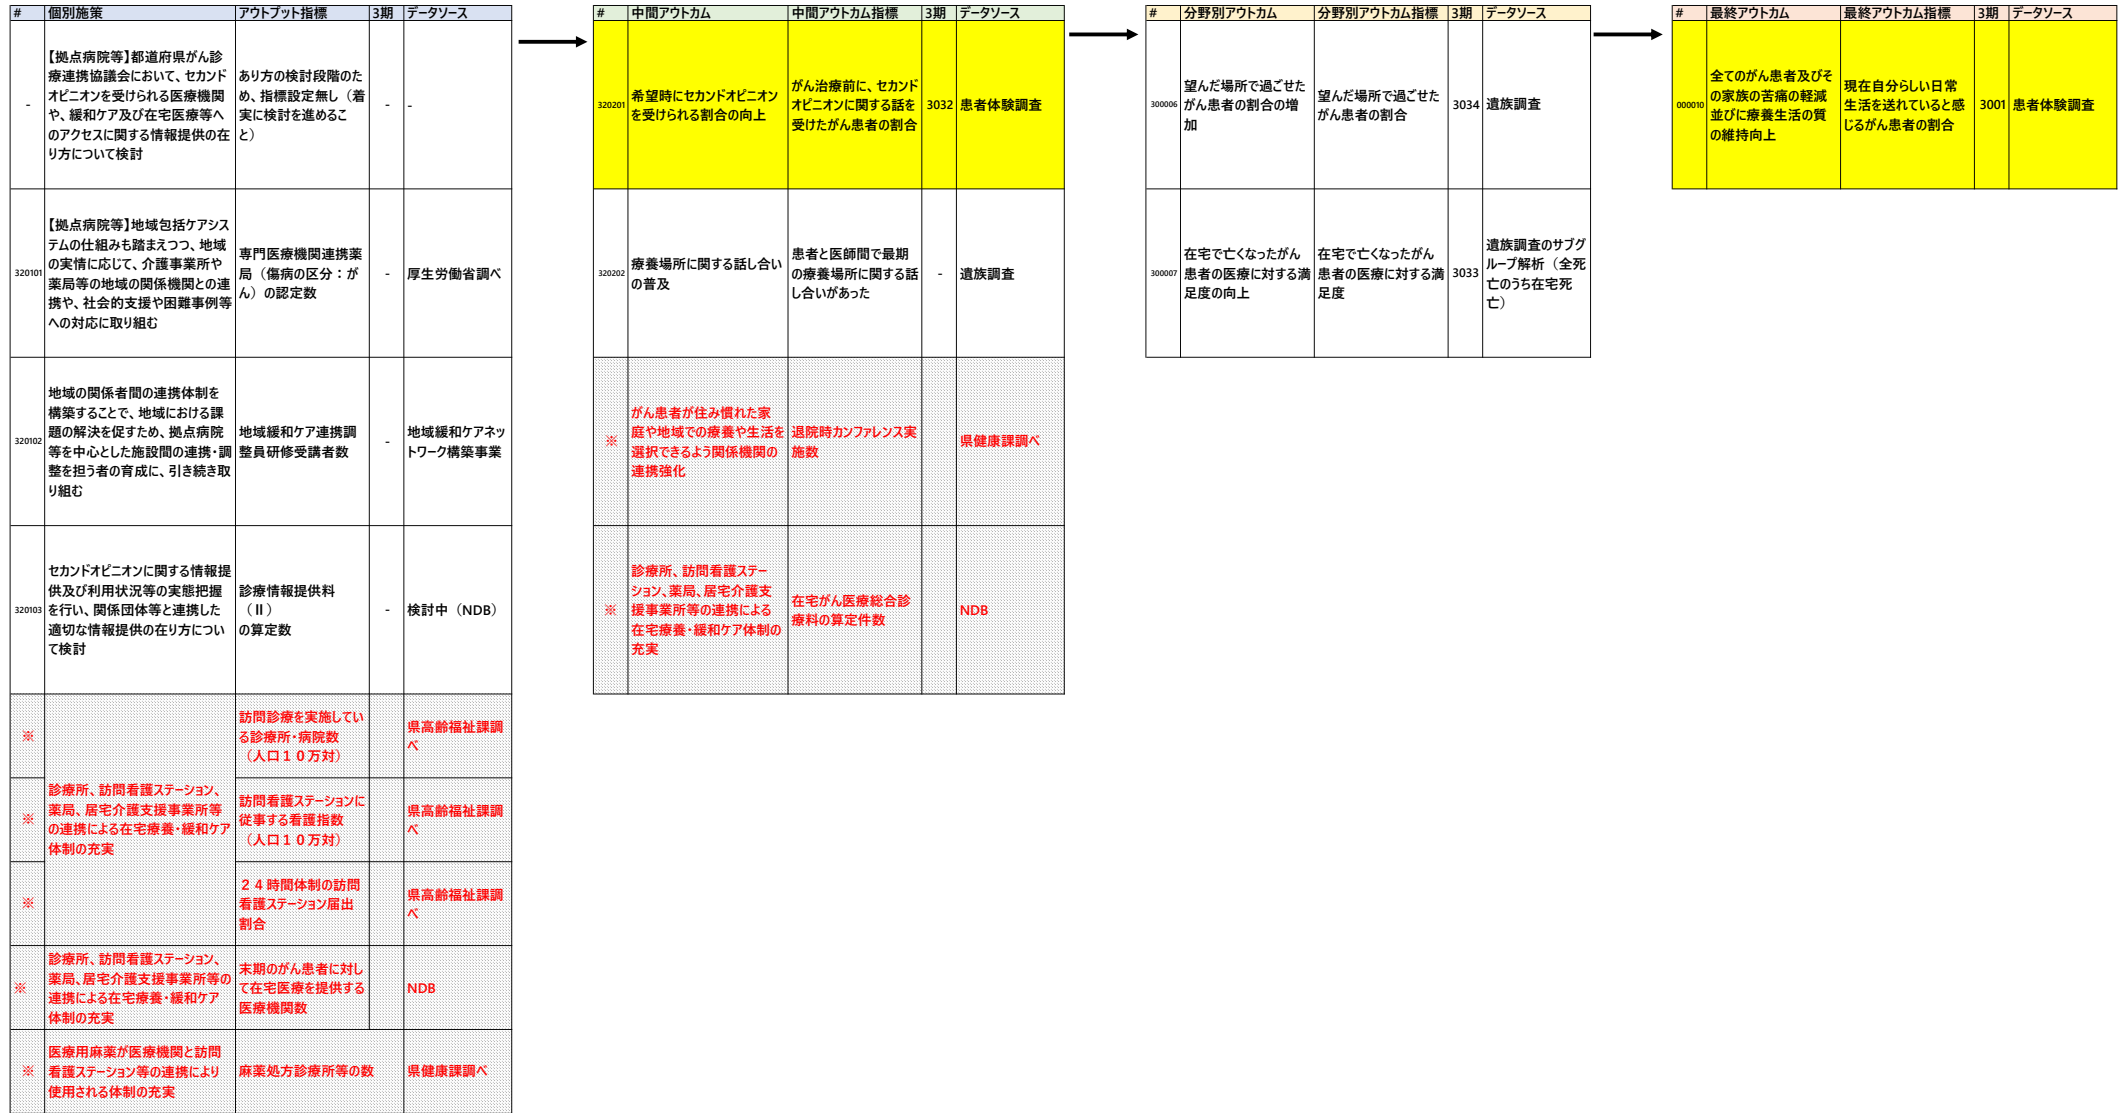 # 個別施策 アウトプット指標 3期 データソース
-
【拠点病院等】都道府県がん診
療連携協議会において、セカンド
オピニオンを受けられる医療機関
や、緩和ケア及び在宅医療等へ
のアクセスに関する情報提供の在
り方について検討
あり方の検討段階のた
め、指標設定無し（着
実に検討を進めるこ
と）
-
-
320101
【拠点病院等】地域包括ケアシス
テムの仕組みも踏まえつつ、地域
の実情に応じて、介護事業所や
薬局等の地域の関係機関との連
携や、社会的支援や困難事例等
への対応に取り組む
専門医療機関連携薬
局（傷病の区分：が
ん）の認定数
-
厚生労働省調べ
320102
地域の関係者間の連携体制を
構築することで、地域における課
題の解決を促すため、拠点病院
等を中心とした施設間の連携・調
整を担う者の育成に、引き続き取
り組む
地域緩和ケア連携調
整員研修受講者数
-
地域緩和ケアネッ
トワーク構築事業
320103
セカンドオピニオンに関する情報提
供及び利用状況等の実態把握
を行い、関係団体等と連携した
適切な情報提供の在り方につい
て検討
診療情報提供料
（Ⅱ）
の算定数
-
検討中（NDB）
※
診療所、訪問看護ステーション、
薬局、居宅介護支援事業所等
の連携による在宅療養・緩和ケア
体制の充実
訪問診療を実施してい
る診療所・病院数
（人口１０万対）
県高齢福祉課調
べ
※
訪問看護ステーションに
従事する看護指数
（人口１０万対）
県高齢福祉課調
べ
※
２４時間体制の訪問
看護ステーション届出
割合
県高齢福祉課調
べ
※
診療所、訪問看護ステーション、
薬局、居宅介護支援事業所等の
連携による在宅療養・緩和ケア
体制の充実
末期のがん患者に対し
て在宅医療を提供する
医療機関数
NDB
※
医療用麻薬が医療機関と訪問
看護ステーション等の連携により
使用される体制の充実
麻薬処方診療所等の数
県健康課調べ
# 中間アウトカム 中間アウトカム指標 3期 データソース
320201
希望時にセカンドオピニオン
を受けられる割合の向上
がん治療前に、セカンド
オピニオンに関する話を
受けたがん患者の割合
3032
患者体験調査
320202
療養場所に関する話し合い
の普及
患者と医師間で最期
の療養場所に関する話
し合いがあった
-
遺族調査
※
がん患者が住み慣れた家
庭や地域での療養や生活を
選択できるよう関係機関の
連携強化
退院時カンファレンス実
施数
県健康課調べ
※
診療所、訪問看護ステー
ション、薬局、居宅介護支
援事業所等の連携による
在宅療養・緩和ケア体制の
充実
在宅がん医療総合診
療料の算定件数
NDB
# 分野別アウトカム 分野別アウトカム指標 3期 データソース
300006
望んだ場所で過ごせた
がん患者の割合の増
加
望んだ場所で過ごせた
がん患者の割合
3034
遺族調査
300007
在宅で亡くなったがん
患者の医療に対する満
足度の向上
在宅で亡くなったがん
患者の医療に対する満
足度
3033
遺族調査のサブグ
ループ解析（全死
亡のうち在宅死
亡）
# 最終アウトカム 最終アウトカム指標 3期 データソース
000010
全てのがん患者及びそ
の家族の苦痛の軽減
並びに療養生活の質
の維持向上
現在自分らしい日常
生活を送れていると感
じるがん患者の割合
3001
患者体験調査